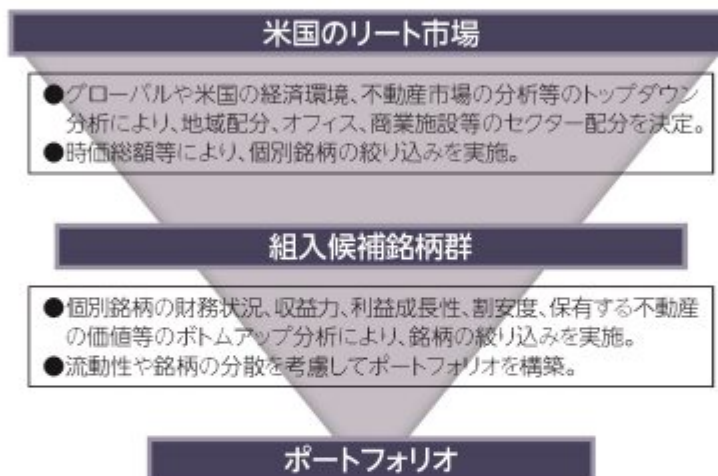 米国のリート市場
●グローバルや米国の経済環境、不動産市場の分析等のトップダウン
分析により、地域配分、オフィス、商業施設等のセクター配分を決定。
●時価総額等により、個別銘柄の絞り込みを実施。
組入候補銘柄群
●個別銘柄の財務状況、収益力、利益成長性、割安度、保有する不動産
の価値等のボトムアップ分析により、銘柄の絞り込みを実施。
●流動性や銘柄の分散を考慮してポートフォリオを構築。
ポートフォリオ